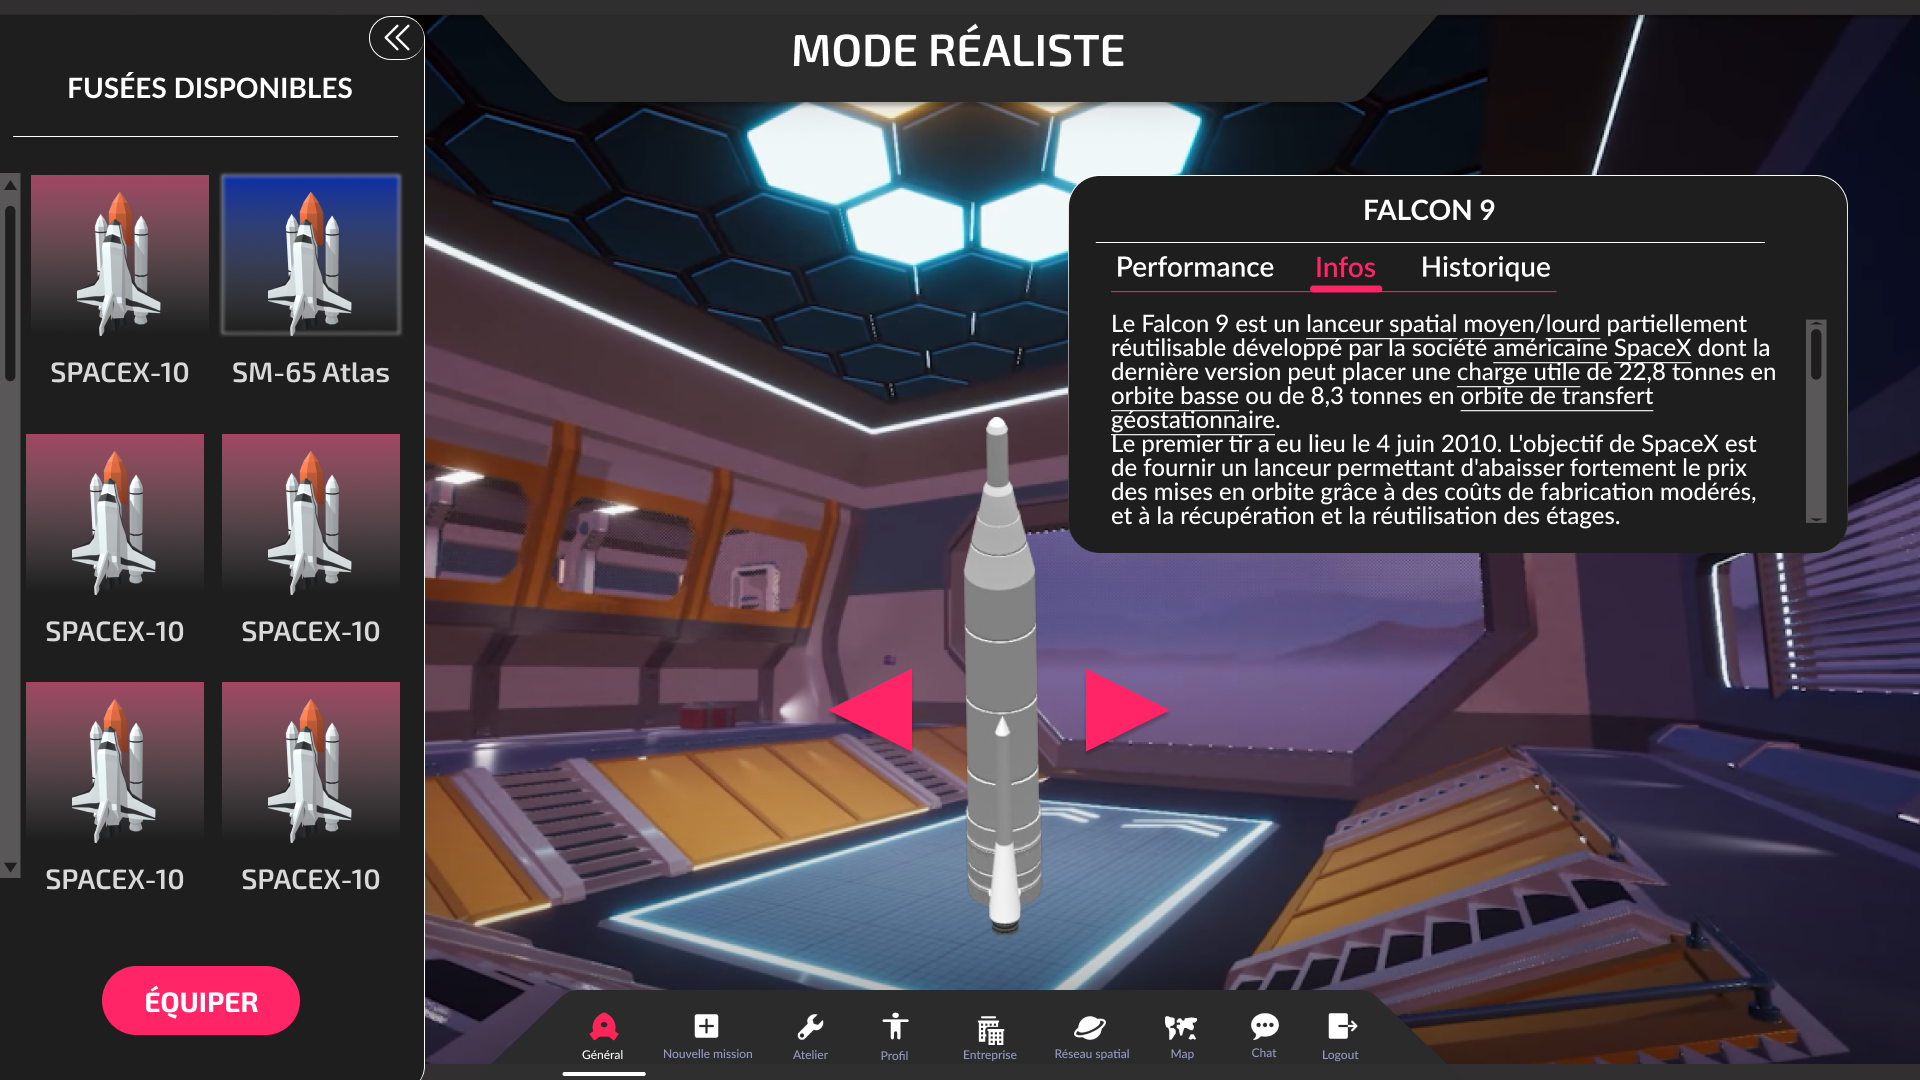 MODE RÉALISTE
FUSÉES DISPONIBLES
SPACEX-10
SM-65 Atlas
SPACEX-10
SPACEX-10
SPACEX-10
SPACEX-10
ÉQUIPER
FALCON 9
Performance
Infos
Historique
Le Falcon 9 est un lanceur spatial moyen/lourd partiellement
réutilisable développé par la société américaine SpaceX dont la
dernière version peut placer une charge utile de 22,8 tonnes en
orbite basse ou de 8,3 tonnes en orbite de transfert
géostationnaire.
Le premier tir a eu lieu le 4 juin 2010. L'objectif de SpaceX est
de fournir un lanceur permettant d'abaisser fortement le prix
des mises en orbite grâce à des coûts de fabrication modérés,
et à la récupération et la réutilisation des étages.
Général
Nouvelle mission
Atelier
Profil
Entreprise
Réseau spatial
Map
Chat
Logout